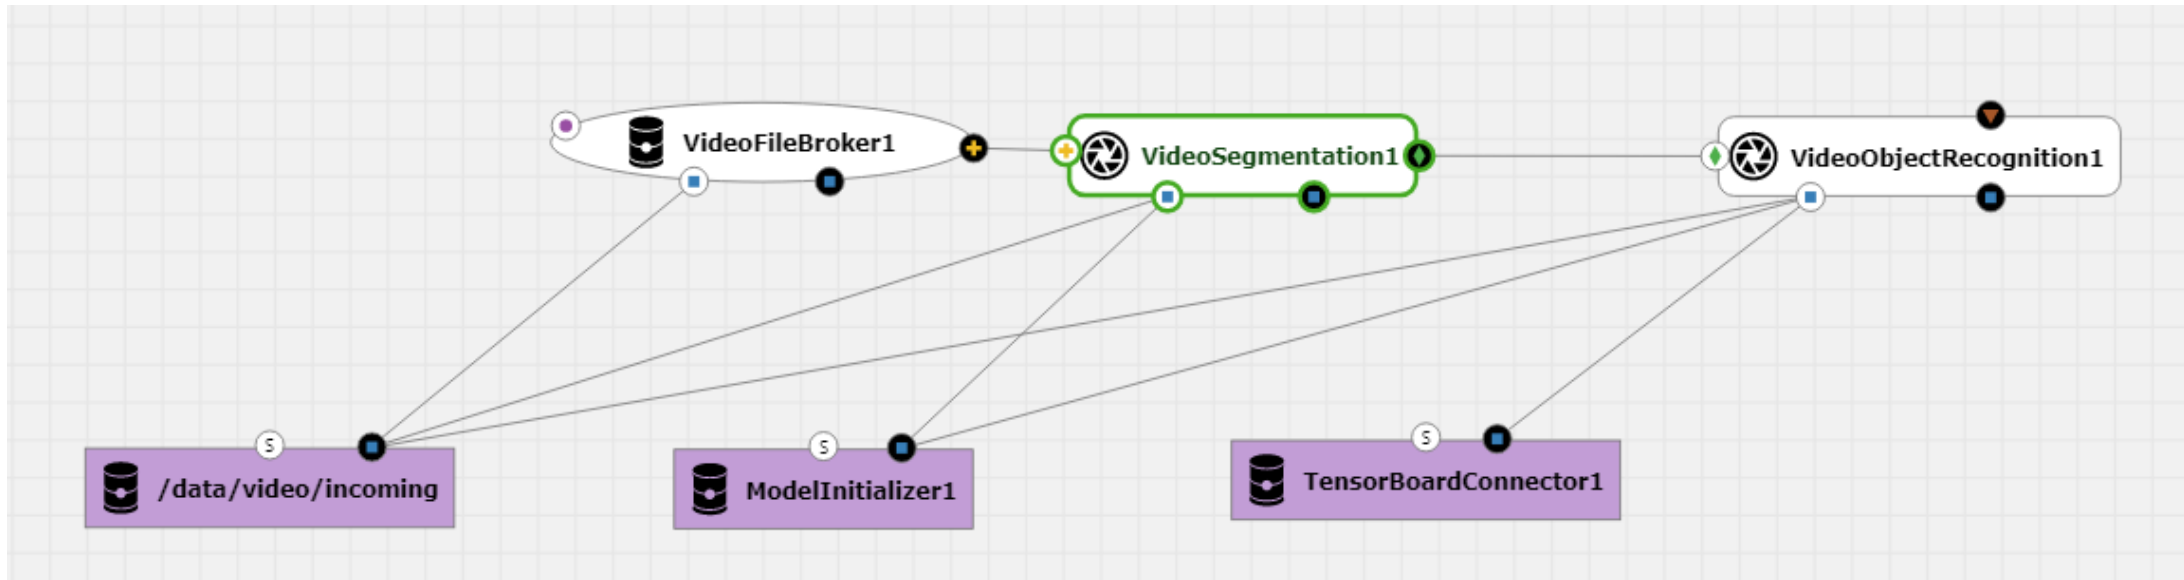 VideoFileBroker1
VideoSegmentation1
VideoObjectRecognition1
S
/data/video/incoming
S
ModelInitializer1
S
TensorBoardConnector1